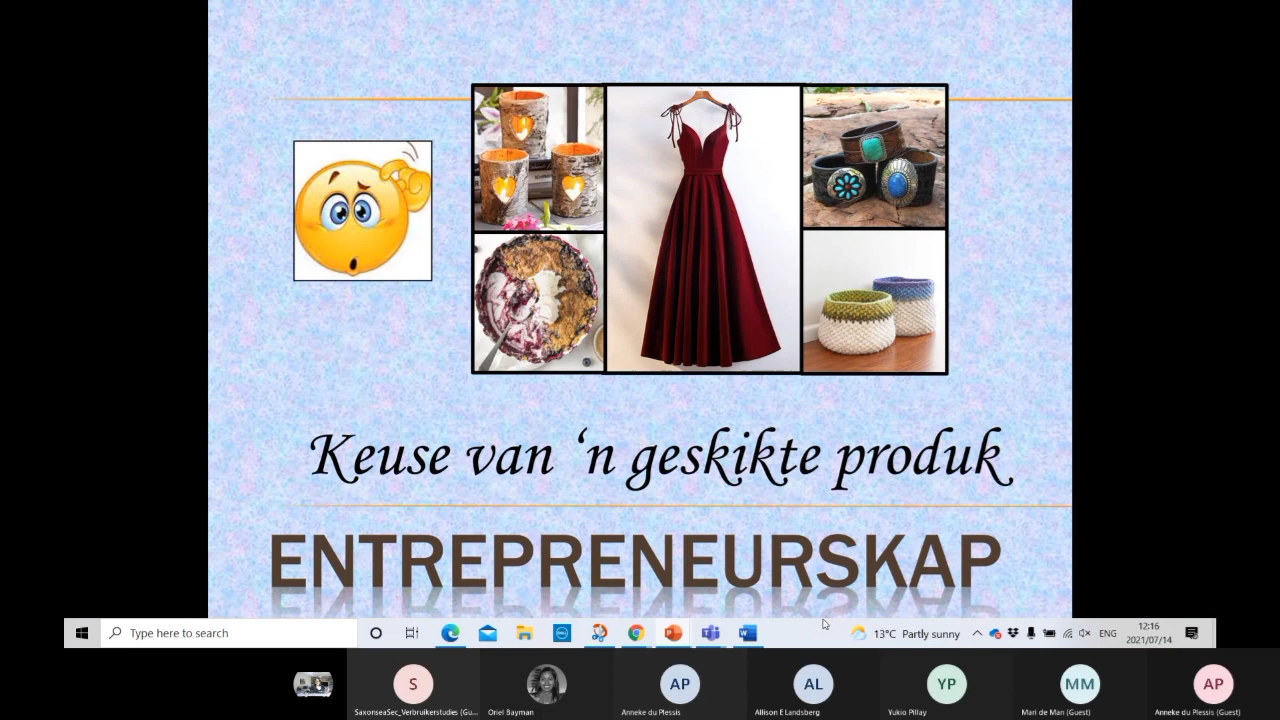 Keuse van ‘n geskikte produk
ENTREPRENEURSKAP
Type here to search
13°C Partly sunny
ENG
12:16
2021/07/14
S
AP
AL
YP
MM
AP
SaxonseaSec_Verbruikerstudies (Gu...
Oriel Bayman
Anneke du Plessis
Allison E Landsberg
Yukio Pillay
Mari de Man (Guest)
Anneke du Plessis (Guest)